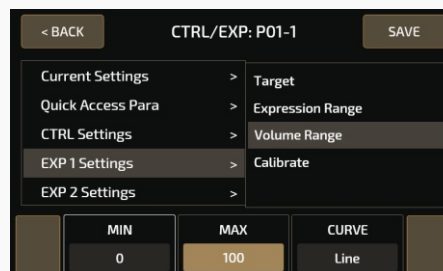 < BACK
CTRL/EXP: P01-1
SAVE
Current Settings >
Quick Access Para >
CTRL Settings >
EXP 1 Settings >
EXP 2 Settings >
Target
Expression Range
Volume Range
Calibrate
MIN
0
MAX
100
CURVE
Line